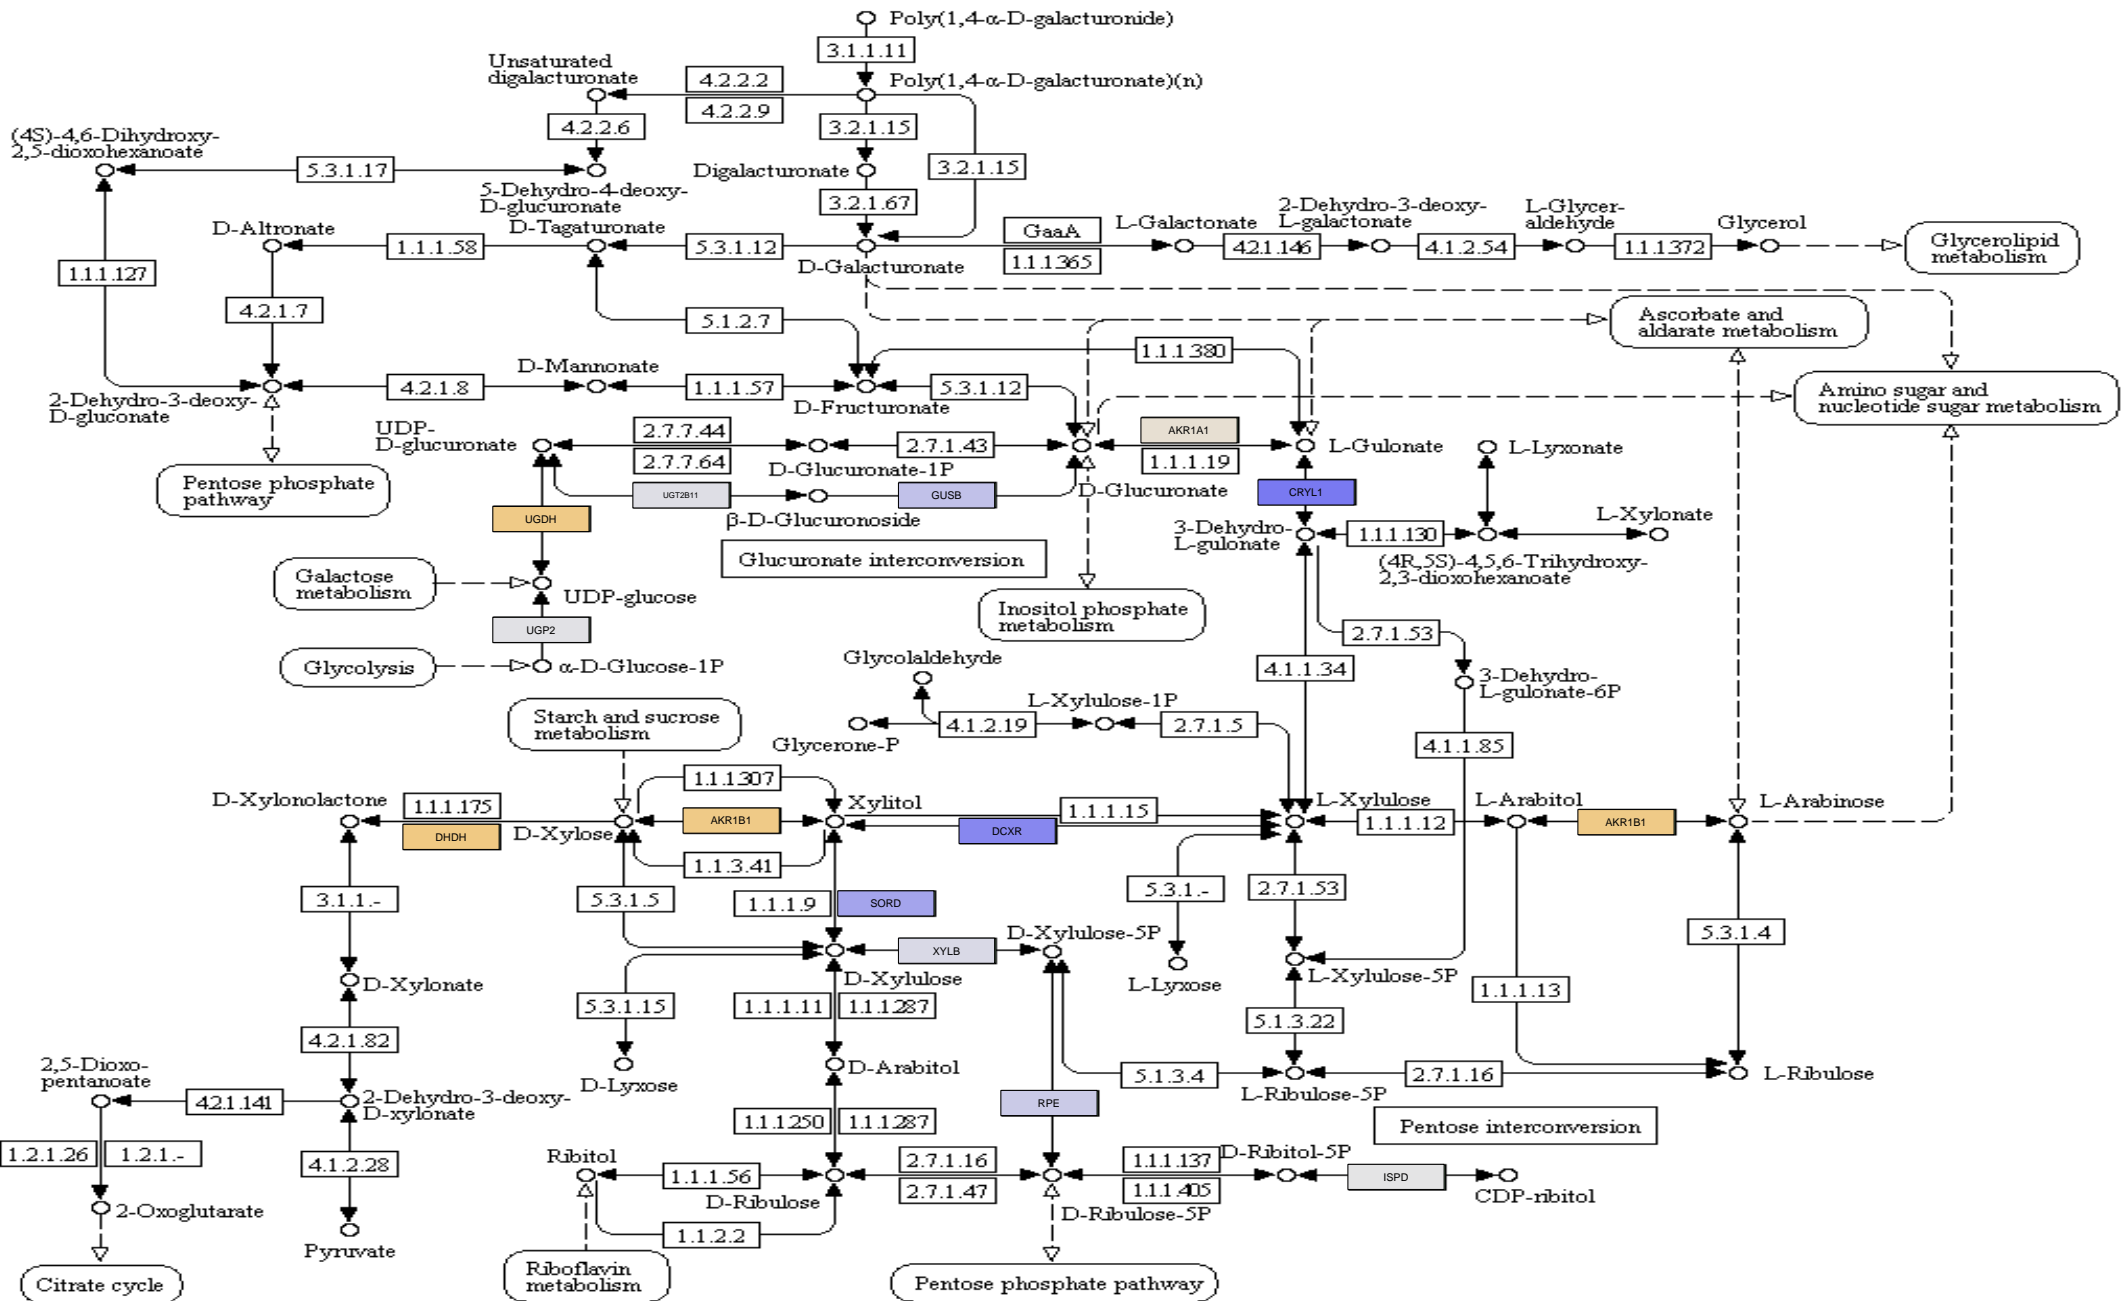 Poly(1,4-α-D-galacturonide)
3.1.1.11
Unsaturated
digalacturonate
4.2.2.2
Poly(1,4-α-D-galacturonate)(n)
4.2.2.9
4.2.2.6
3.2.1.15
(4S)-4,6-Dihydroxy-
2,5-dioxohexanoate
5.3.1.17
Digalacturonate
3.2.1.15
5-Dehydro-4-deoxy-
D-glucuronate
3.2.1.67
D-Altronate
1.1.1.58
D-Tagaturonate
5.3.1.12
D-Galacturonate
GaaA
1.1.1.365
L-Galactonate
4.2.1.146
2-Dehydro-3-deoxy-
L-galactonate
4.1.2.54
L-Glycer-
aldehyde
1.1.1.372
Glycerol
Glycerolipid
metabolism
1.1.1.127
4.2.1.7
5.1.2.7
Ascorbate and
aldarate metabolism
1.1.1.380
2-Dehydro-3-deoxy-
D-gluconate
4.2.1.8
D-Mannonate
1.1.1.57
D-Fructuronate
5.3.1.12
Amino sugar and
nucleotide sugar metabolism
UDP-
D-glucuronate
2.7.7.44
2.7.7.64
D-Glucuronate-1P
2.7.1.43
AKR1A1
1.1.1.19
L-Gulonate
L-Lyxonate
Pentose phosphate
pathway
UGT2B11
β-D-Glucuronoside
GUSB
D-Glucuronate
CRYL1
UGDH
3-Dehydro-
L-gulonate
1.1.1.130
L-Xylonate
(4R,5S)-4,5,6-Trihydroxy-
2,3-dioxohexanoate
Glucuronate interconversion
Galactose
metabolism
UDP-glucose
Inositol phosphate
metabolism
UGP2
2.7.1.53
Glycolysis
α-D-Glucose-1P
Glycolaldehyde
4.1.1.34
3-Dehydro-
L-gulonate-6P
Starch and sucrose
metabolism
Glycerone-P
4.1.2.19
L-Xylulose-1P
2.7.1.5
4.1.1.85
1.1.1.307
D-Xylonolactone
1.1.1.175
DHDH
D-Xylose
AKR1B1
Xylitol
1.1.1.15
DCXR
L-Xylulose
1.1.1.12
L-Arabitol
AKR1B1
L-Arabinose
1.1.3.41
3.1.1.-
5.3.1.5
1.1.1.9
SORD
5.3.1.-
2.7.1.53
5.3.1.4
D-Xylulose-5P
XYLB
D-Xylulose
L-Lyxose
L-Xylulose-5P
D-Xylonate
5.3.1.15
1.1.1.11
1.1.1.287
1.1.1.13
5.1.3.22
4.2.1.82
2,5-Dioxo-
pentanoate
4.2.1.141
2-Dehydro-3-deoxy-
D-xylonate
D-Lyxose
D-Arabitol
5.1.3.4
L-Ribulose-5P
2.7.1.16
L-Ribulose
1.1.1.250
1.1.1.287
RPE
Pentose interconversion
1.2.1.26
1.2.1.-
4.1.2.28
Ribitol
1.1.1.56
D-Ribulose
2.7.1.16
2.7.1.47
1.1.1.137
1.1.1.405
D-Ribulose-5P
D-Ribitol-5P
ISPD
CDP-ribitol
2-Oxoglutarate
Pyruvate
1.1.2.2
Citrate cycle
Riboflavin
metabolism
Pentose phosphate pathway